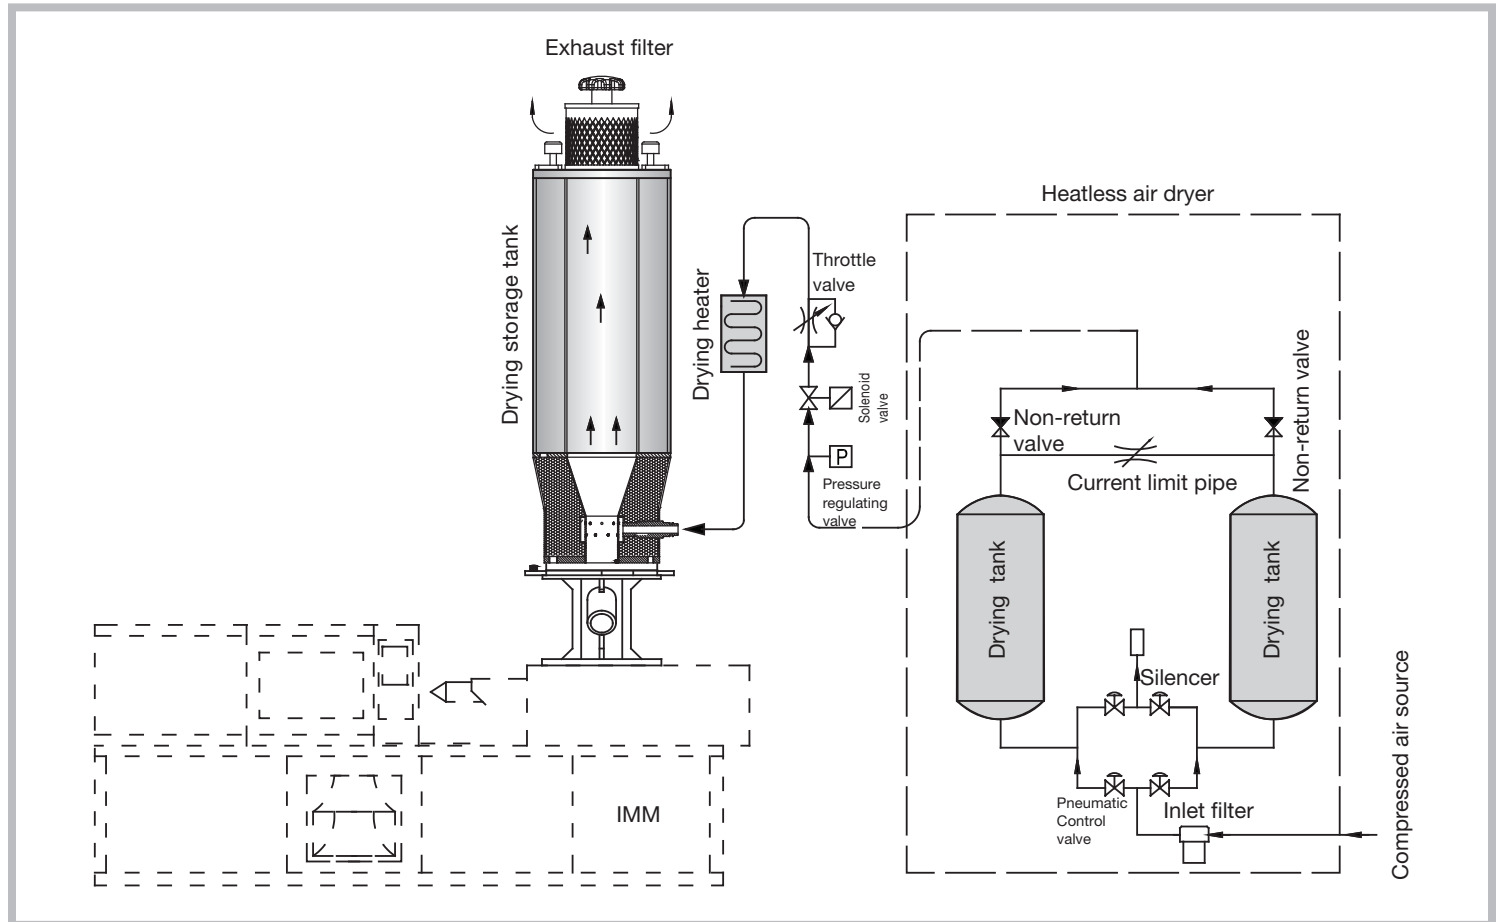 Exhaust filter
Heatless air dryer
Drying storage tank
Drying heater
Throttle
valve
Solenoid
valve
P
Pressure
regulating
valve
Non-return
valve
Non-return valve
Current limit pipe
Drying tank
Drying tank
Silencer
Pneumatic
Control
valve
Inlet filter
Compressed air source
IMM